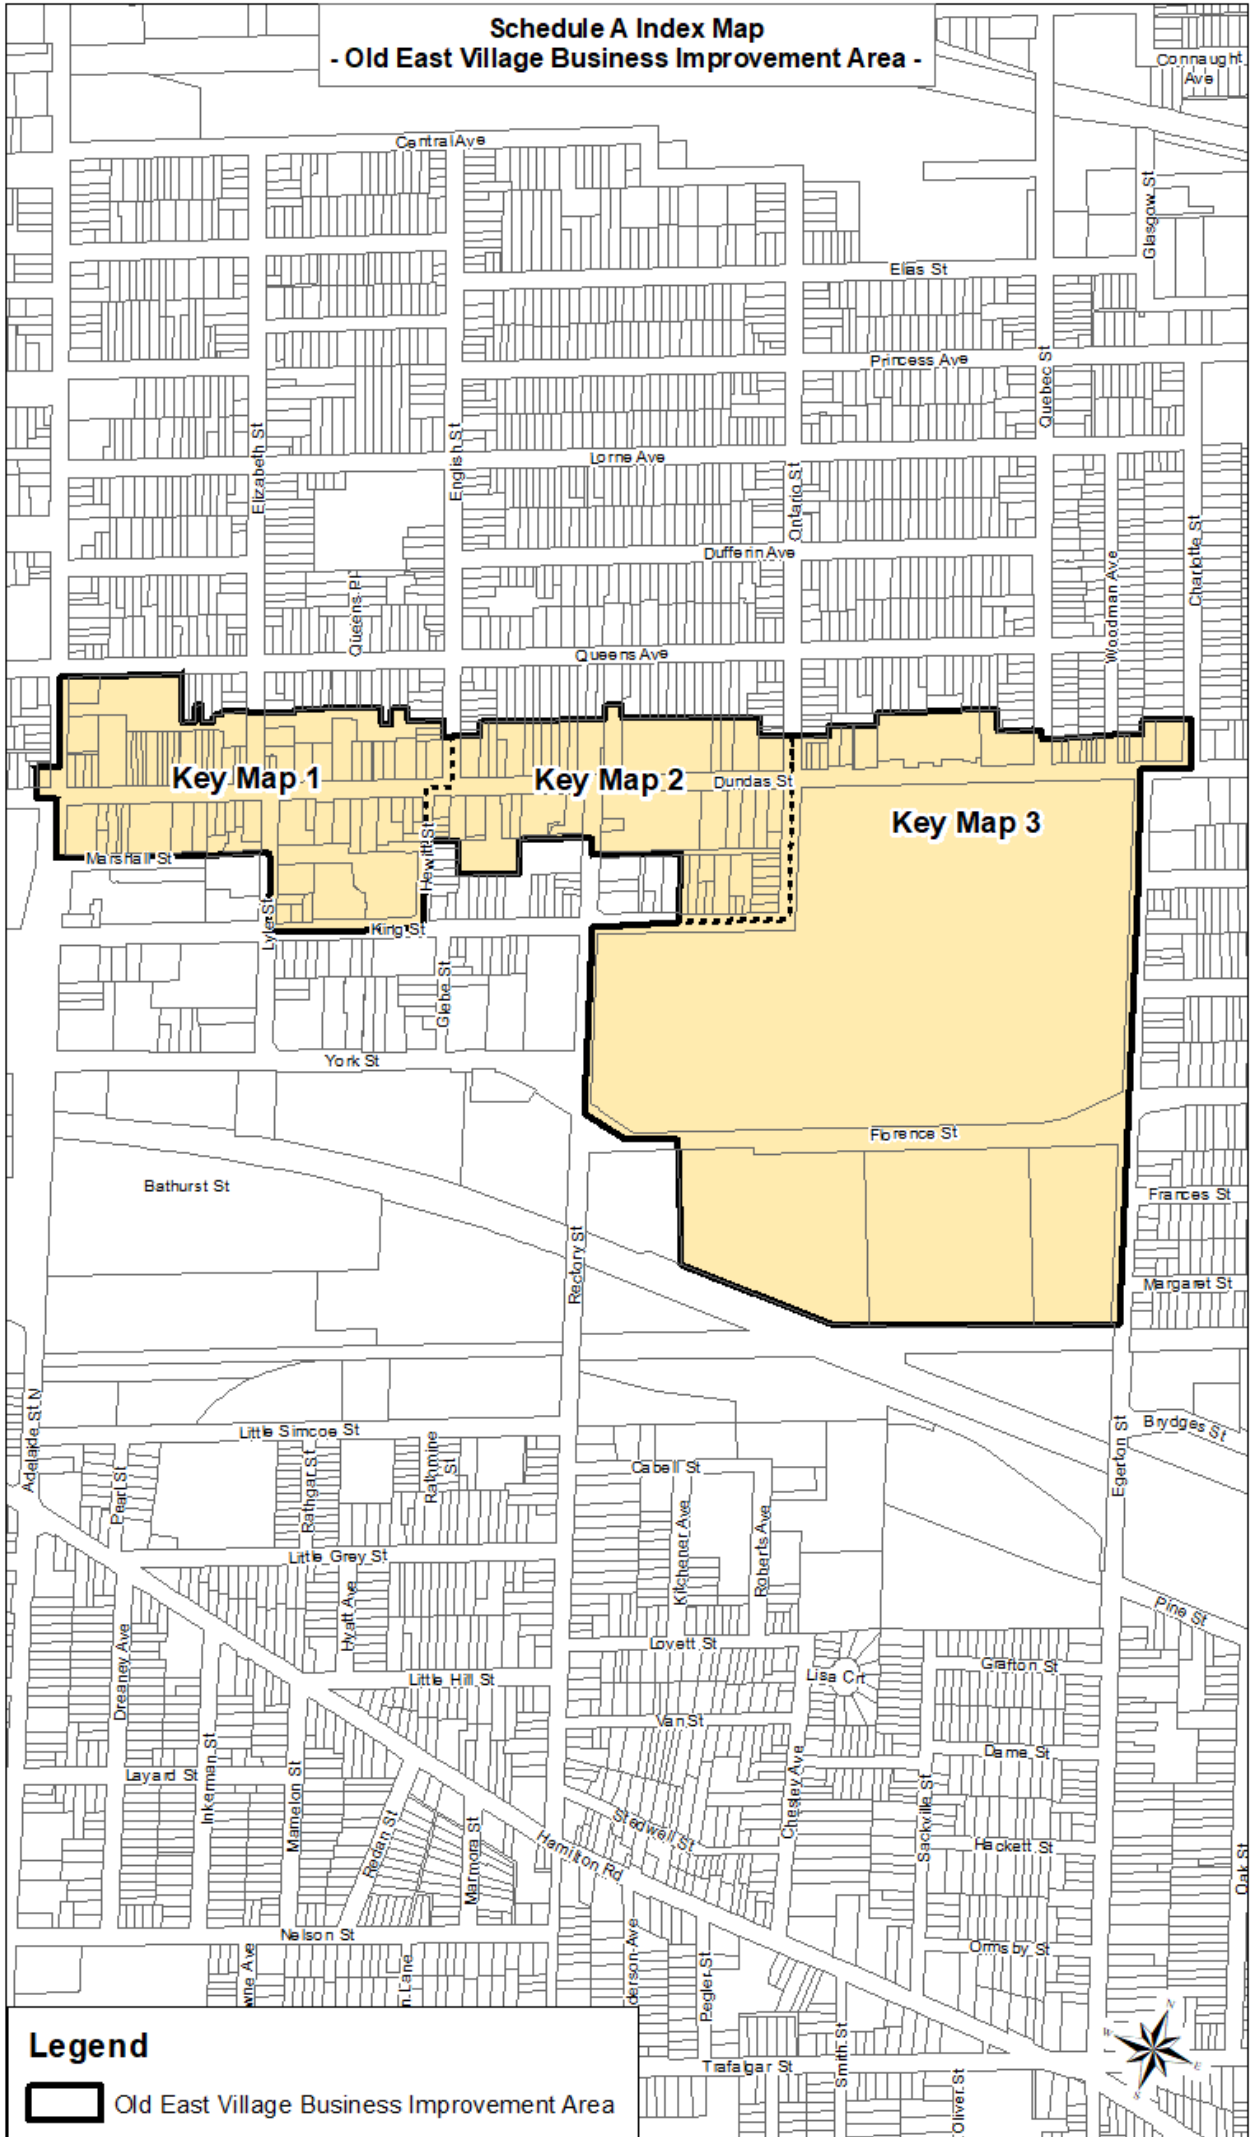 Schedule A Index Map
- Old East Village Business Improvement Area -
Connaught
Ave
Central Ave
Glasgow St
Elias St
Princess Ave
Quebec St
Elizabeth St
English St
Lorne Ave
Ontario St
Dufferin Ave
Charlotte St
Woodman Ave
Queens Pl
Queens Ave
Key Map 1
Key Map 2
Dundas St
Key Map 3
Marshall St
Hewitt St
Lyle St
King St
Glebe St
York St
Florence St
Bathurst St
Frances St
Rectory St
Margaret St
Adelaide St N
Little Simcoe St
Brydges St
Egerton St
Rathmine
St
Rathgar St
Pearl St
Cabell St
Kitchener Ave
Roberts Ave
Little Grey St
Hyatt Ave
Pine St
Dreaney Ave
Lovett St
Grafton St
Lisa Crt
Little Hill St
Van St
Inkerman St
Dame St
Layard St
Mamelon St
Chesley Ave
Sackville St
Redan St
Marmora St
Stedwell St
Hamilton Rd
Hackett St
Oak St
Nelson St
Ormsby St
wne Ave
n Lane
derson Ave
Pegler St
N
W
E
S
Smith St
Trafalgar St
Oliver St
Legend
Old East Village Business Improvement Area